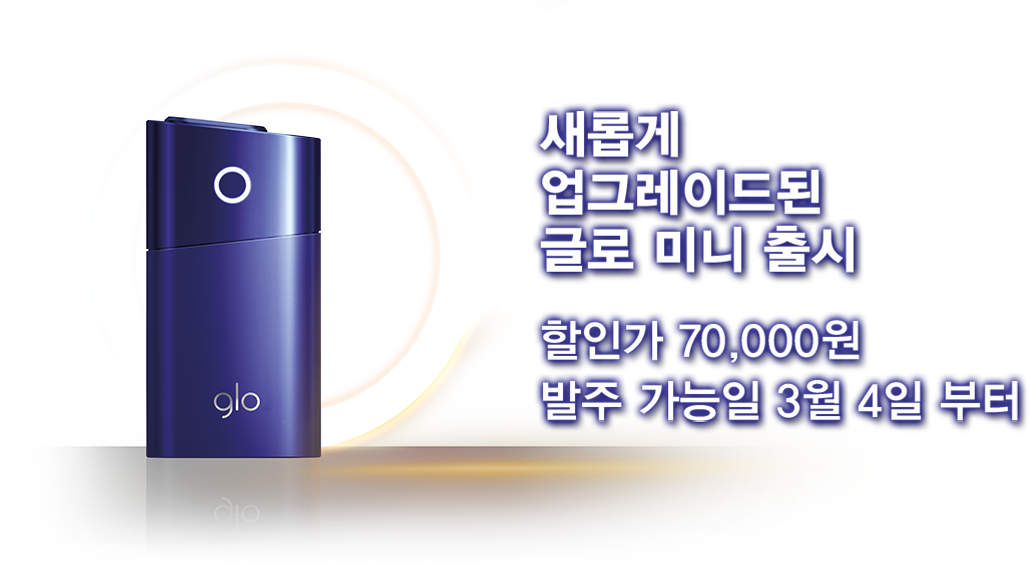 새롭게
업그레이드된
글로 미니 출시
할인가 70,000원
발주 가능일 3월 4일 부터
glo